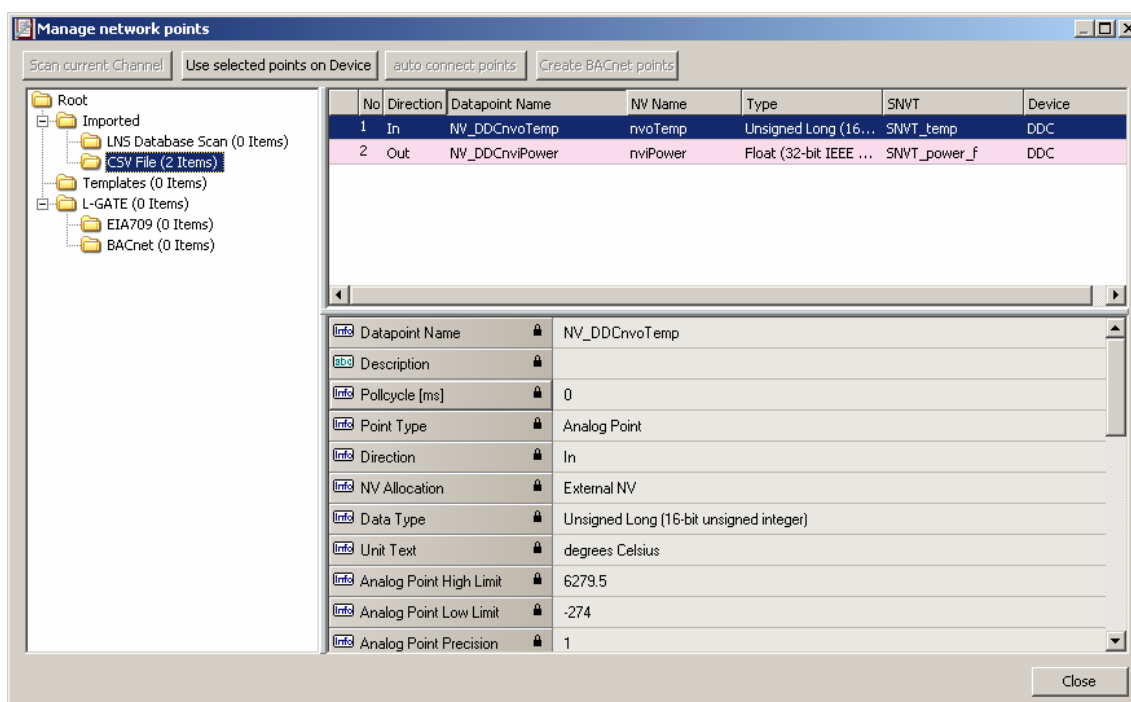 Manage network points
Scan current Channel Use selected points on Device auto connect points Create BACnet points
Root
Imported
LNS Database Scan (0 Items)
CSV File (2 Items)
Templates (0 Items)
L-GATE (0 Items)
EIA709 (0 Items)
BACnet (0 Items)
No Direction Datapoint Name NV Name Type SNVT Device
1 In NV_DDCnvoTemp nvoTemp Unsigned Long (16... SNVT_temp DDC
2 Out NV_DDCnviPower nviPower Float (32-bit IEEE ... SNVT_power_f DDC
Info Datapoint Name NV_DDCnvoTemp
abc Description
Info Pollcycle [ms] 0
Info Point Type Analog Point
Info Direction In
Info NV Allocation External NV
Info Data Type Unsigned Long (16-bit unsigned integer)
Info Unit Text degrees Celsius
Info Analog Point High Limit 6279.5
Info Analog Point Low Limit -274
Info Analog Point Precision 1
Close